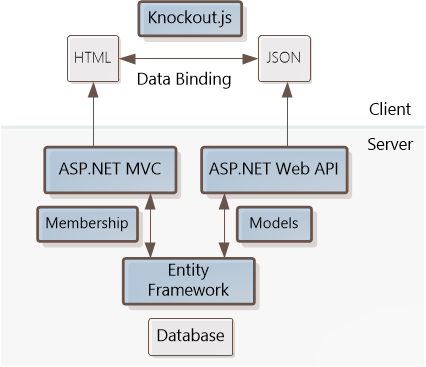 Knockout.js
HTML
JSON
Data Binding
Client
Server
ASP.NET MVC
ASP.NET Web API
Membership
Models
Entity
Framework
Database